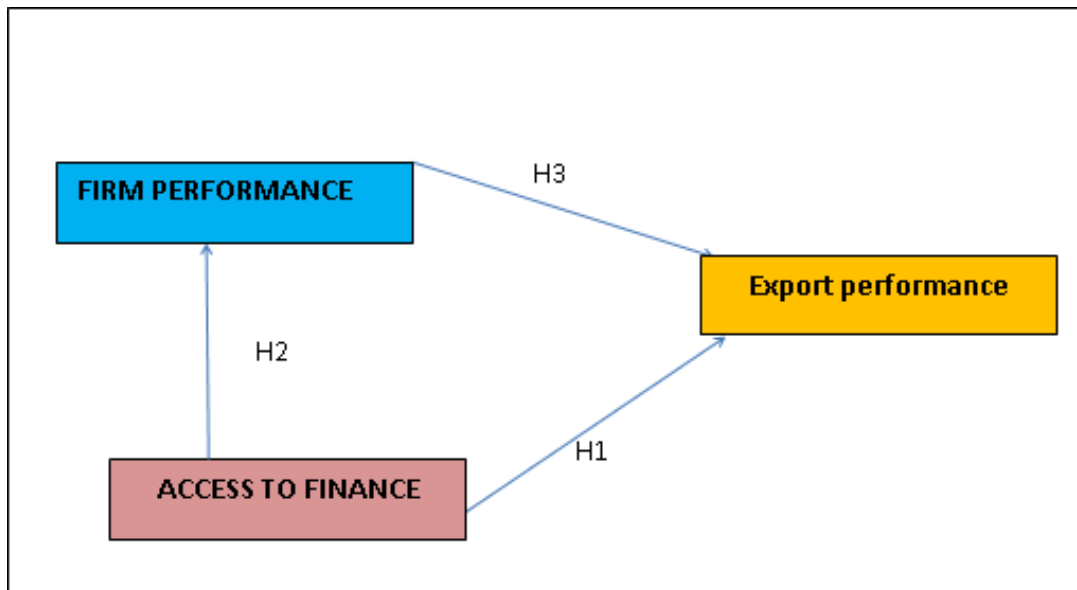 H3
FIRM PERFORMANCE
Export performance
H2
H1
ACCESS TO FINANCE